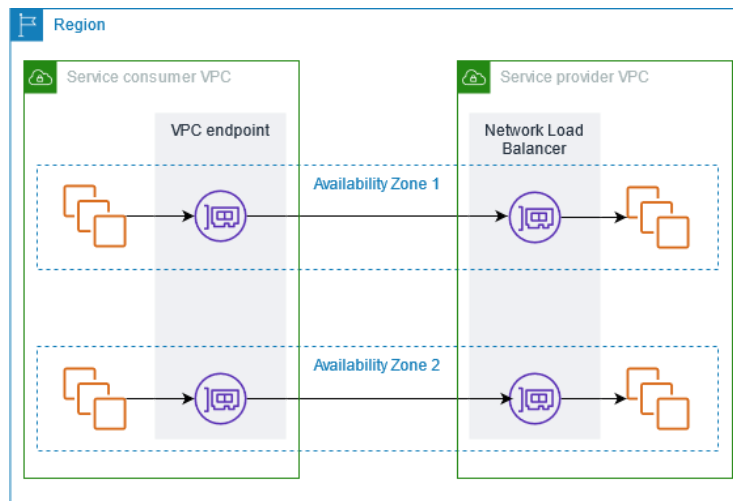 Region
Service consumer VPC
Service provider VPC
VPC endpoint
Network Load
Balancer
Availability Zone 1
Availability Zone 2